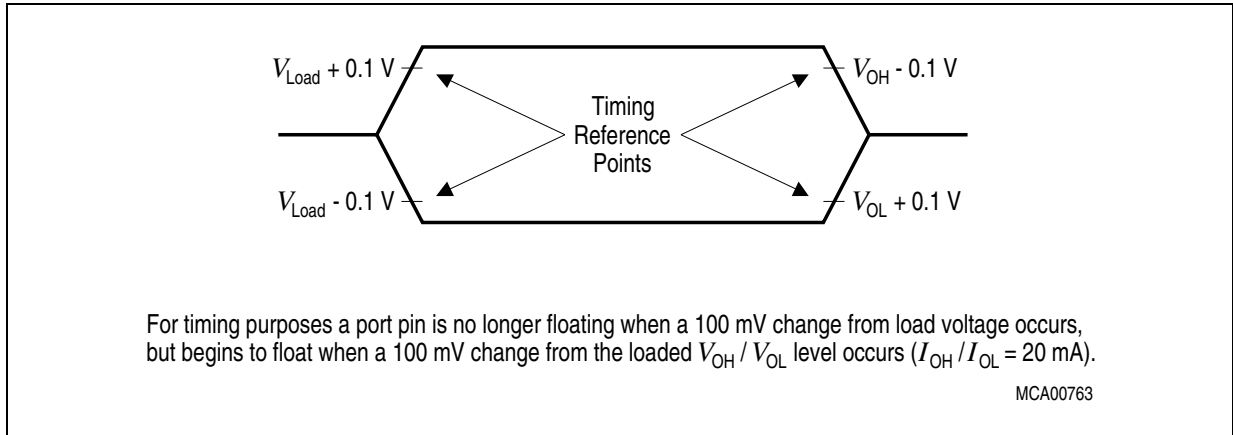 V_Load + 0.1 V
V_OH - 0.1 V
Timing
Reference
Points
V_Load - 0.1 V
V_OL + 0.1 V
For timing purposes a port pin is no longer floating when a 100 mV change from load voltage occurs,
but begins to float when a 100 mV change from the loaded V_OH / V_OL level occurs (I_OH / I_OL = 20 mA).
MCA00763